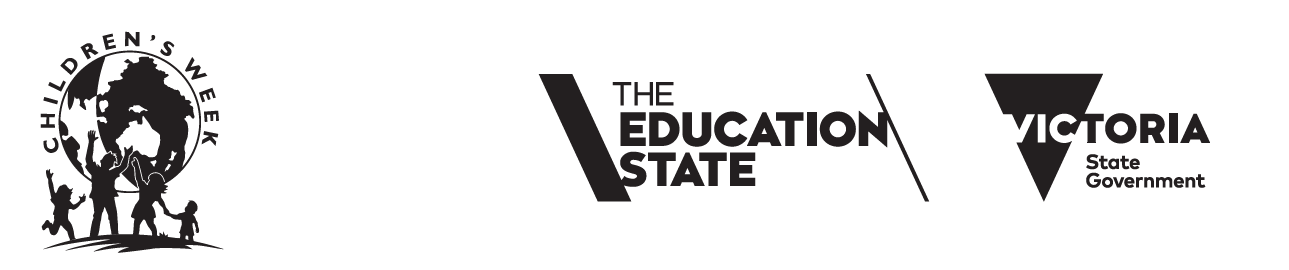 CHILDREN'S WEEK
THE
EDUCATION
STATE
VICTORIA
State
Government